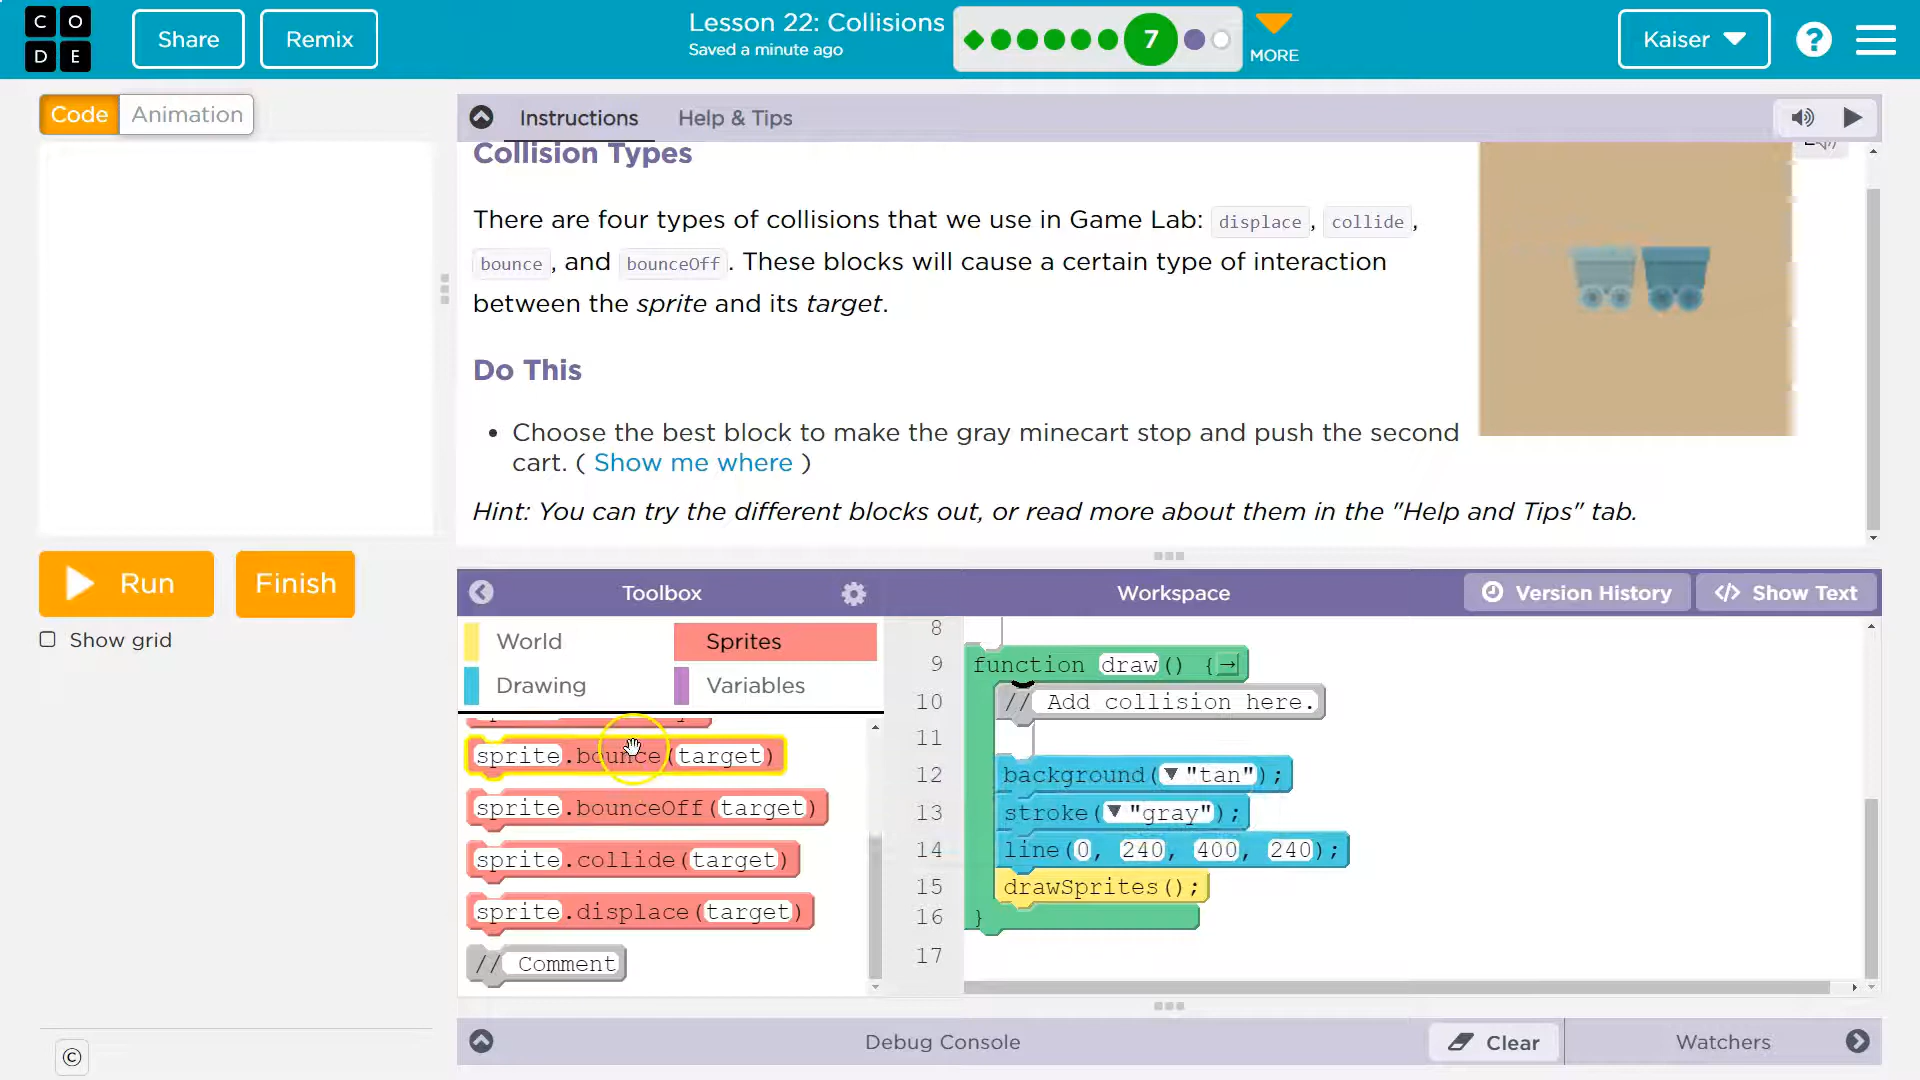 CODE
Share
Remix
Lesson 22: Collisions
Saved a minute ago
7
MORE
Kaiser
?
Code
Animation
Instructions
Help & Tips
Collision Types
There are four types of collisions that we use in Game Lab: displace, collide,
bounce, and bounceOff. These blocks will cause a certain type of interaction
between the sprite and its target.
Do This
• Choose the best block to make the gray minecart stop and push the second
cart. ( Show me where )
Hint: You can try the different blocks out, or read more about them in the "Help and Tips" tab.
Run
Finish
Show grid
©
Toolbox
World
Sprites
Drawing
Variables
sprite.bounce(target)
sprite.bounceOff(target)
sprite.collide(target)
sprite.displace(target)
// Comment
Workspace
Version History
</> Show Text
8
9 function draw() {→
10 // Add collision here.
11
12 background(▼"tan");
13 stroke(▼"gray");
14 line(0, 240, 400, 240);
15 drawSprites();
16 }
17
Debug Console
Clear
Watchers